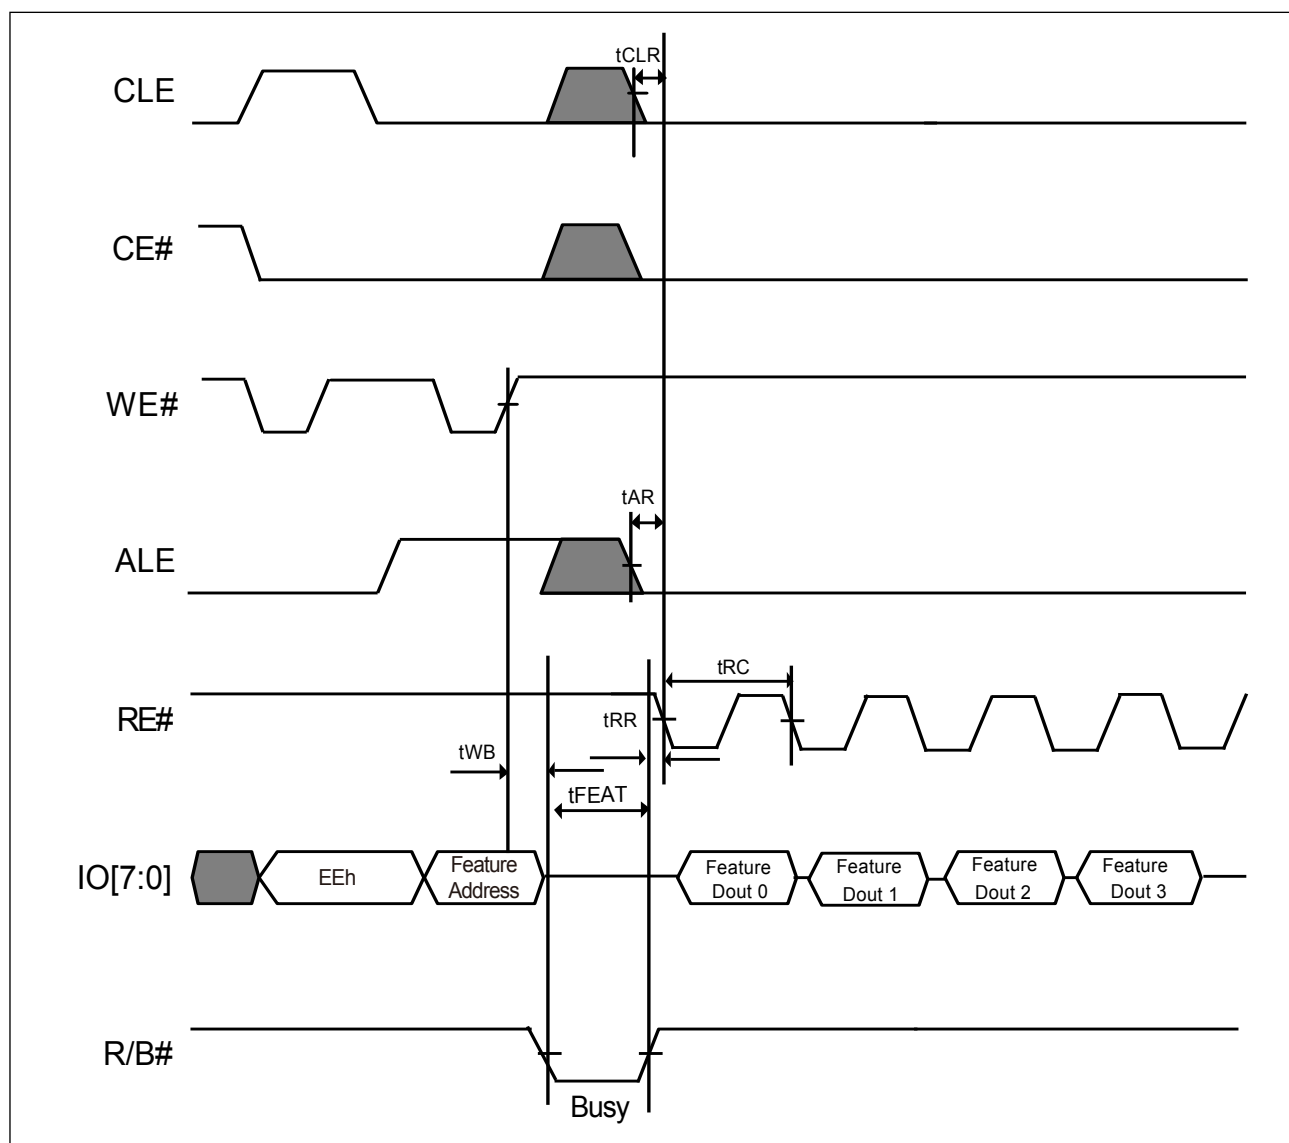 tCLR
CLE
CE#
WE#
tAR
ALE
tRC
RE#
tRR
tWB
tFEAT
IO[7:0]
EEh
Feature
Address
Feature
Dout 0
Feature
Dout 1
Feature
Dout 2
Feature
Dout 3
R/B#
Busy